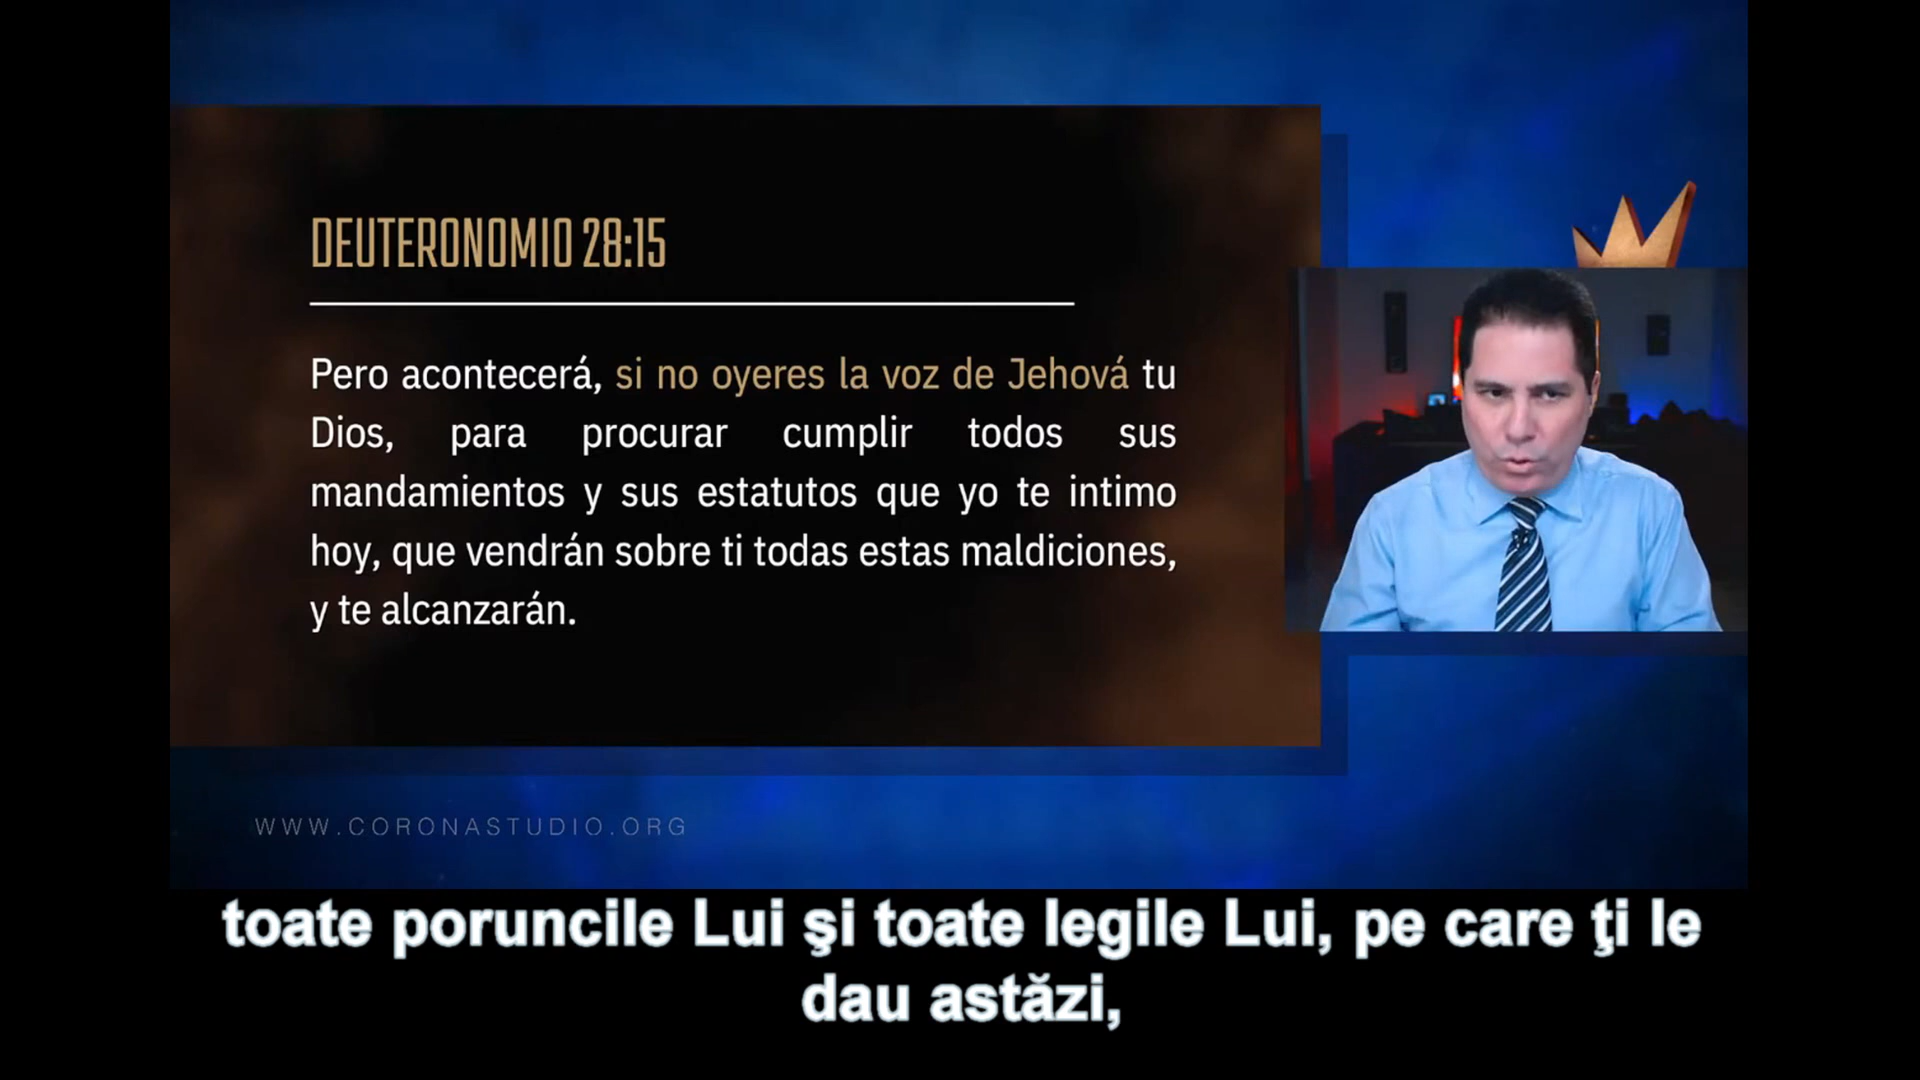 DEUTERONOMIO 28:15
Pero acontecerá, si no oyeres la voz de Jehová tu
Dios, para procurar cumplir todos sus
mandamientos y sus estatutos que yo te intimo
hoy, que vendrán sobre ti todas estas maldiciones,
y te alcanzarán.
WWW.CORONASTUDIO.ORG
toate poruncile Lui şi toate legile Lui, pe care ţi le
dau astăzi,